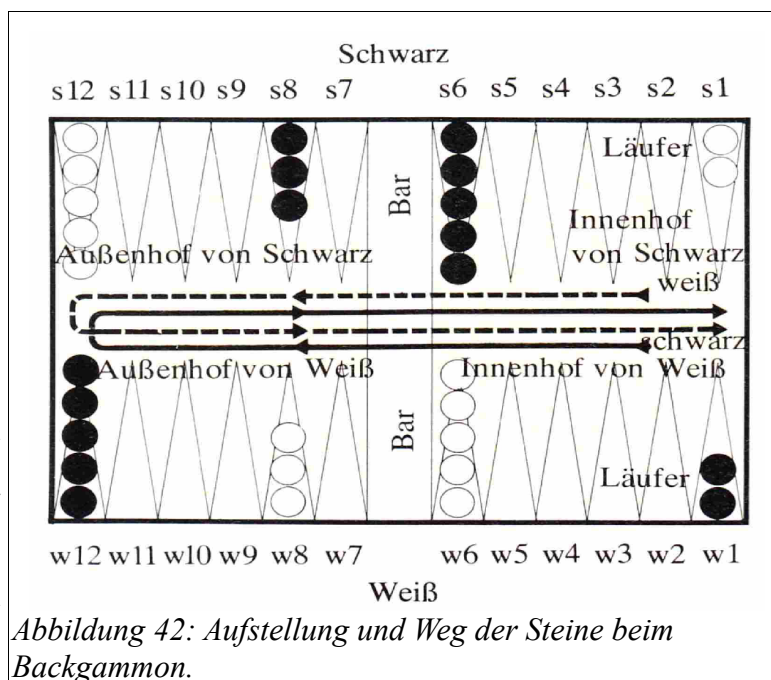 Schwarz
s12 s11 s10 s9 s8 s7 s6 s5 s4 s3 s2 s1
Läufer
Bar
Innenhof
Außenhof von Schwarz von Schwarz
weiß
schwarz
Außenhof von Weiß Innenhof von Weiß
Bar
Läufer
w12 w11 w10 w9 w8 w7 w6 w5 w4 w3 w2 w1
Weiß
Abbildung 42: Aufstellung und Weg der Steine beim
Backgammon.